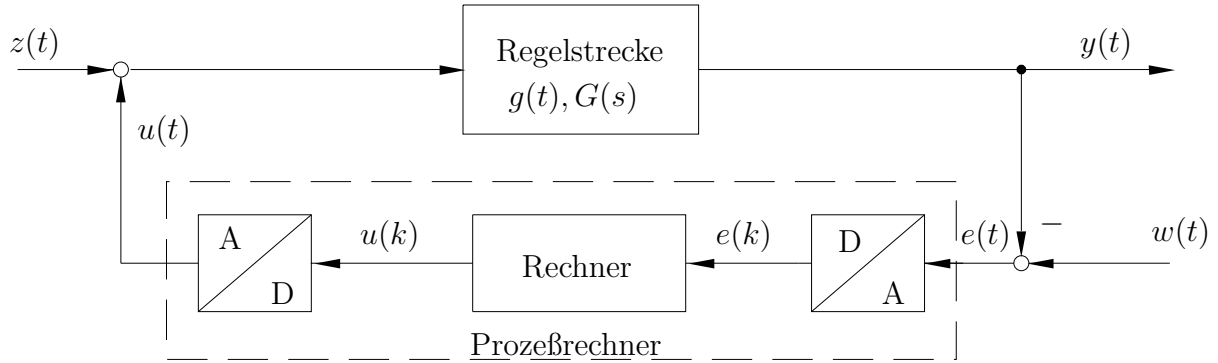 z(t)
Regelstrecke
g(t), G(s)
y(t)
u(t)
A
D
u(k)
Rechner
e(k)
D
A
e(t)
−
w(t)
Prozeßrechner